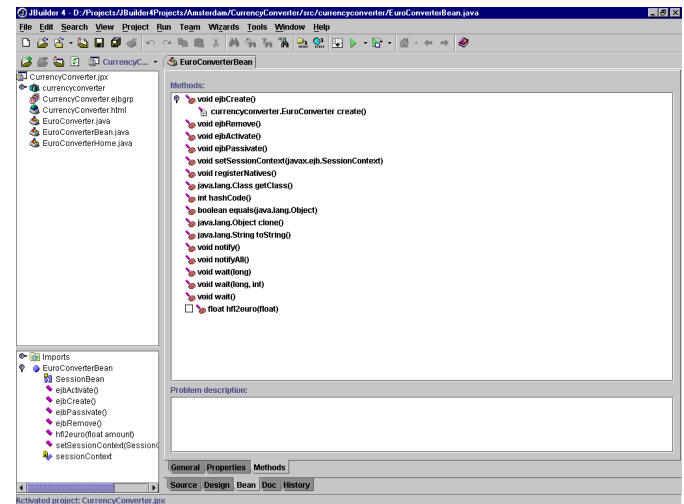 JBuilder 4 - D:/Projects/JBuilder4Projects/Amsterdam/CurrencyConverter/src/currencyconverter/EuroConverterBean.java
File Edit Search View Project Run Team Wizards Tools Window Help
CurrencyC...
EuroConverterBean
CurrencyConverter.jpx
currencyconverter
CurrencyConverter.ejbgrp
CurrencyConverter.html
EuroConverter.java
EuroConverterBean.java
EuroConverterHome.java
Methods:
void ejbCreate()
currencyconverter.EuroConverter create()
void ejbRemove()
void ejbActivate()
void ejbPassivate()
void setSessionContext(javax.ejb.SessionContext)
void registerNatives()
java.lang.Class getClass()
int hashCode()
boolean equals(java.lang.Object)
java.lang.Object clone()
java.lang.String toString()
void notify()
void notifyAll()
void wait(long)
void wait(long, int)
void wait()
float hfl2euro(float)
Imports
EuroConverterBean
SessionBean
ejbActivate()
ejbCreate()
ejbPassivate()
ejbRemove()
hfl2euro(float amount)
setSessionContext(Session
sessionContext
Problem description:
General Properties Methods
Source Design Bean Doc History
Activated project: CurrencyConverter.jpx